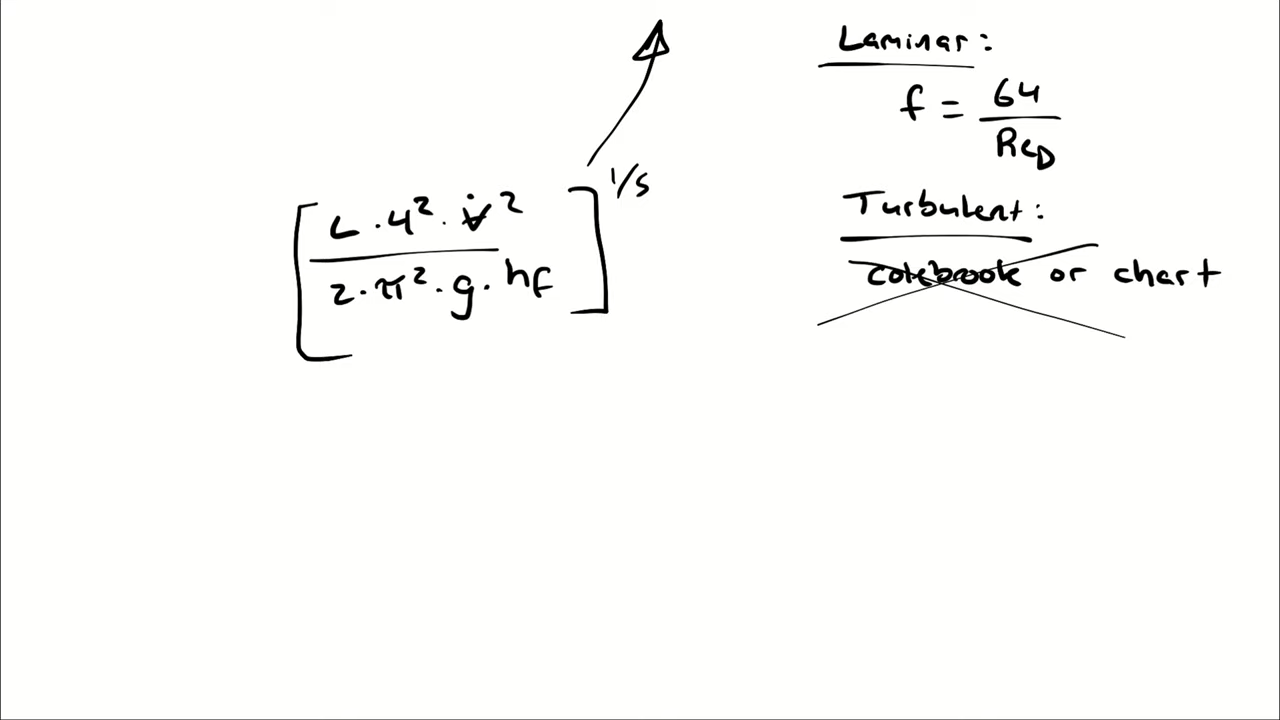 Laminar:
f = 64 / Re_D
[ L · 4² · V̇² / 2 · π² · g · hf ]^1/5
Turbulent:
colebrook or chart